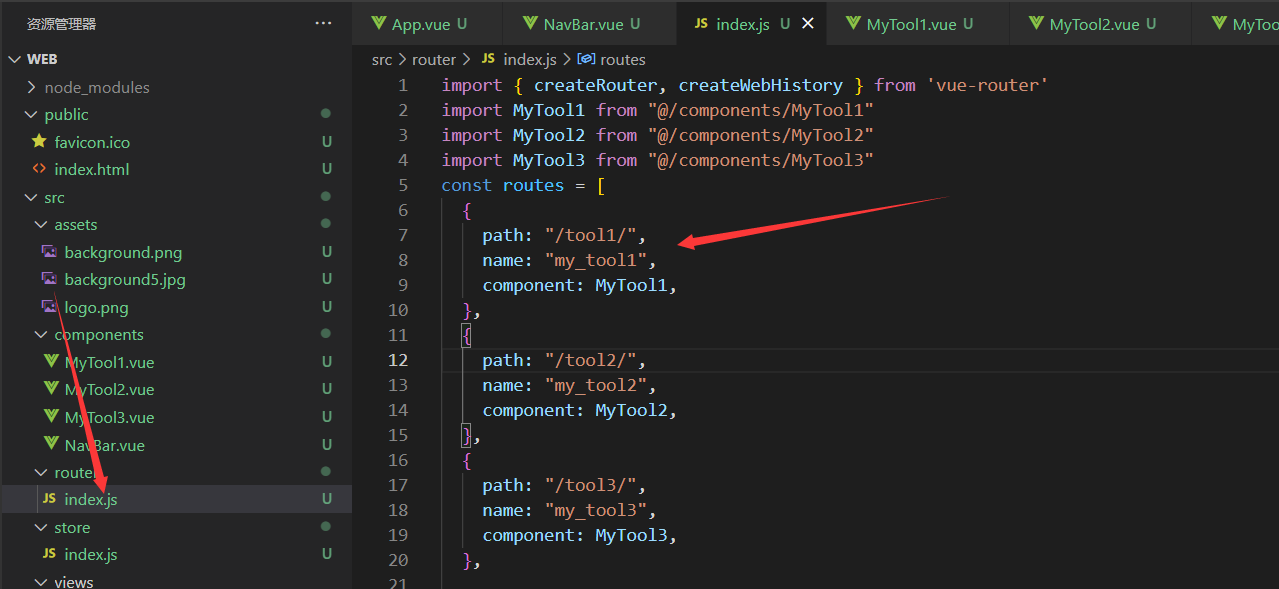 资源管理器
WEB
node_modules
public
favicon.ico U
index.html U
src
assets
background.png U
background5.jpg U
logo.png U
components
MyTool1.vue U
MyTool2.vue U
MyTool3.vue U
NavBar.vue U
router
JS index.js U
store
JS index.js U
views
App.vue U
NavBar.vue U
JS index.js U
MyTool1.vue U
MyTool2.vue U
MyToo
src > router > JS index.js > routes
1 import { createRouter, createWebHistory } from 'vue-router'
2 import MyTool1 from "@/components/MyTool1"
3 import MyTool2 from "@/components/MyTool2"
4 import MyTool3 from "@/components/MyTool3"
5 const routes = [
6 {
7 path: "/tool1/",
8 name: "my_tool1",
9 component: MyTool1,
10 },
11 {
12 path: "/tool2/",
13 name: "my_tool2",
14 component: MyTool2,
15 },
16 {
17 path: "/tool3/",
18 name: "my_tool3",
19 component: MyTool3,
20 },
21